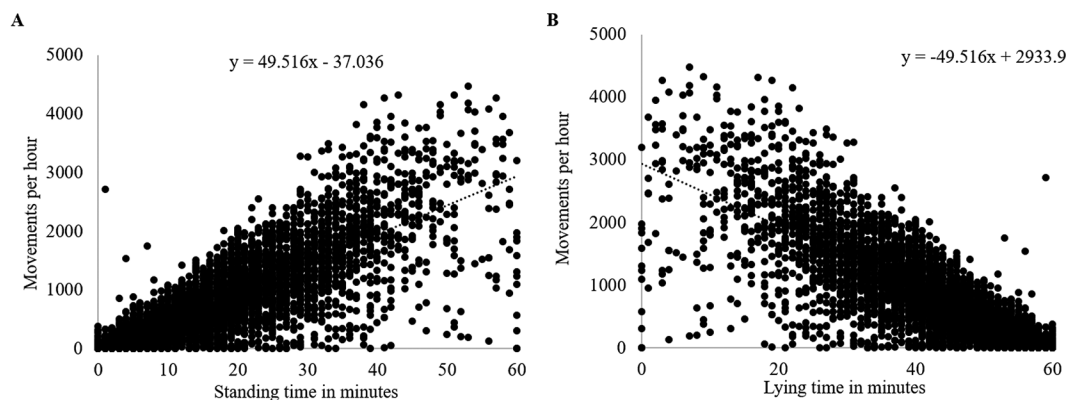 A
y = 49.516x - 37.036
5000
4000
3000
2000
1000
0
Movements per hour
0 10 20 30 40 50 60
Standing time in minutes
B
y = -49.516x + 2933.9
5000
4000
3000
2000
1000
0
Movements per hour
0 20 40 60
Lying time in minutes